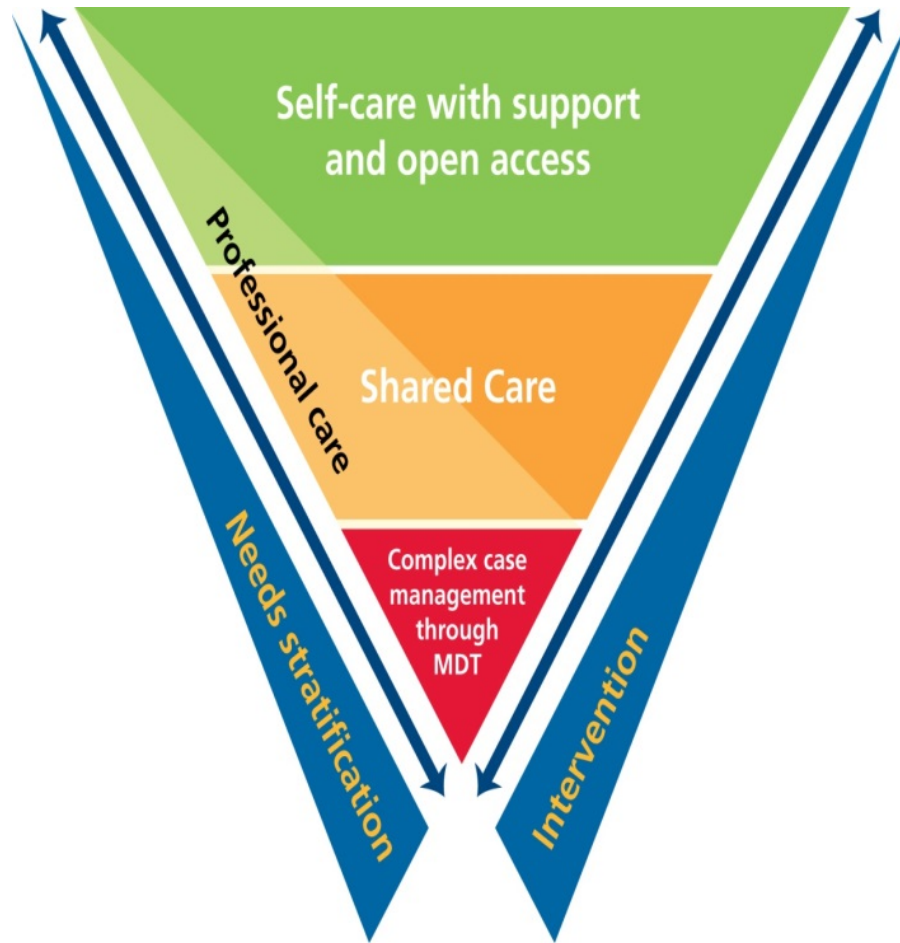 Self-care with support
and open access
Professional care
Shared Care
Complex case
management
through
MDT
Needs stratification
Intervention